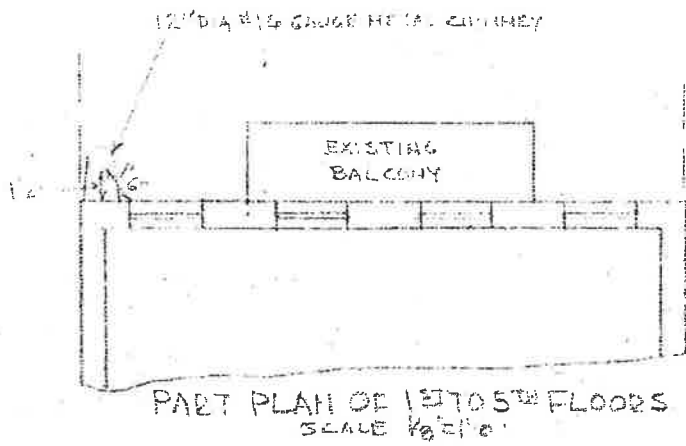 12" DIA #16 GAUGE METAL CHIMNEY
EXISTING
BALCONY
6"
PART PLAN OF 1ST TO 5TH FLOORS
SCALE 1/8"=1'0"